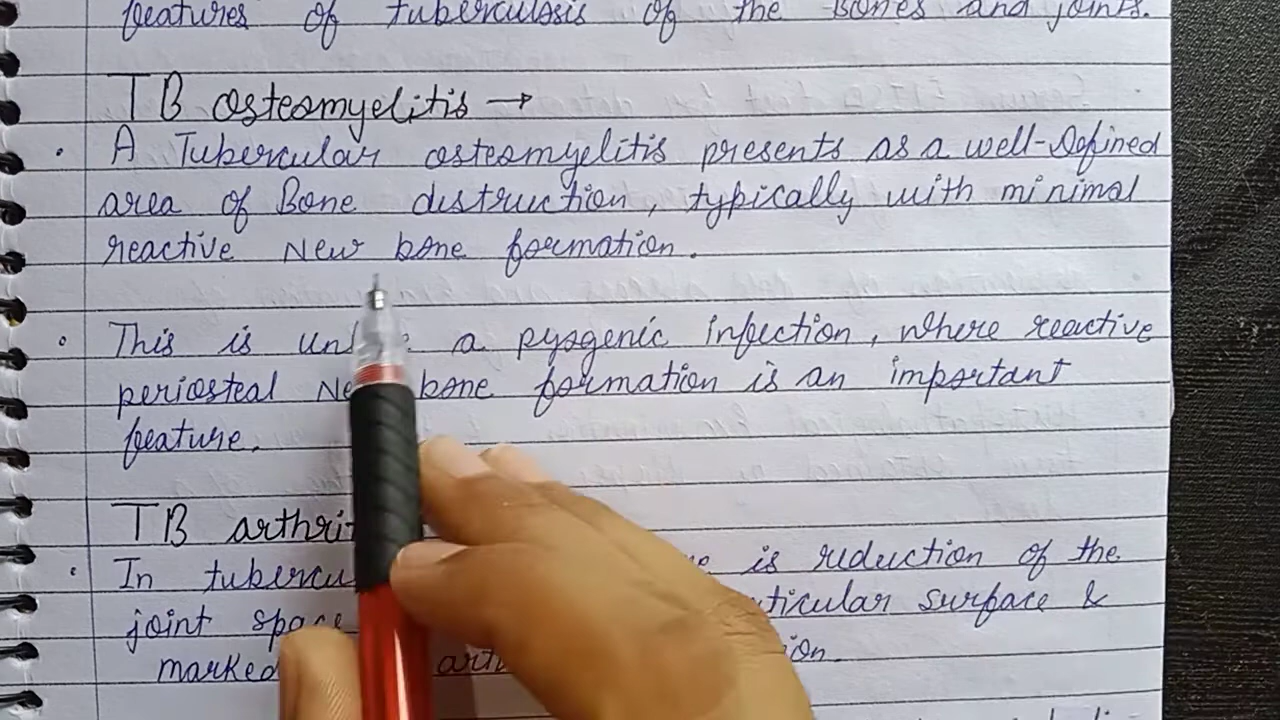 features of tuberculosis of the Bones and joints.
TB osteomyelitis →
• A Tubercular osteomyelitis presents as a well-Defined
area of Bone destruction, typically with minimal
reactive New bone formation.
• This is a pyogenic infection, where reactive
periosteal bone formation is an important
feature.
TB
• In is reduction of the
joint space surface &